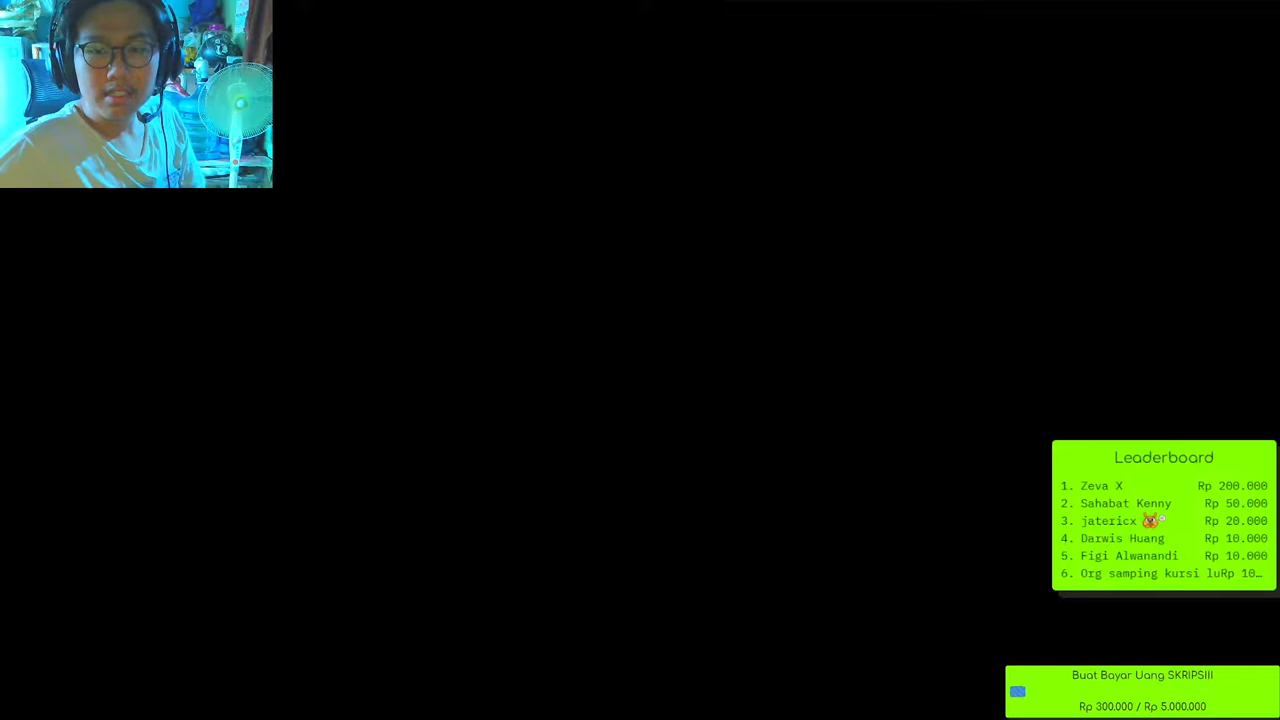 Leaderboard
1. Zeva X Rp 200.000
2. Sahabat Kenny Rp 50.000
3. jatericx Rp 20.000
4. Darwis Huang Rp 10.000
5. Figi Alwanandi Rp 10.000
6. Org samping kursi luRp 10…
Buat Bayar Uang SKRIPSIII
Rp 300.000 / Rp 5.000.000